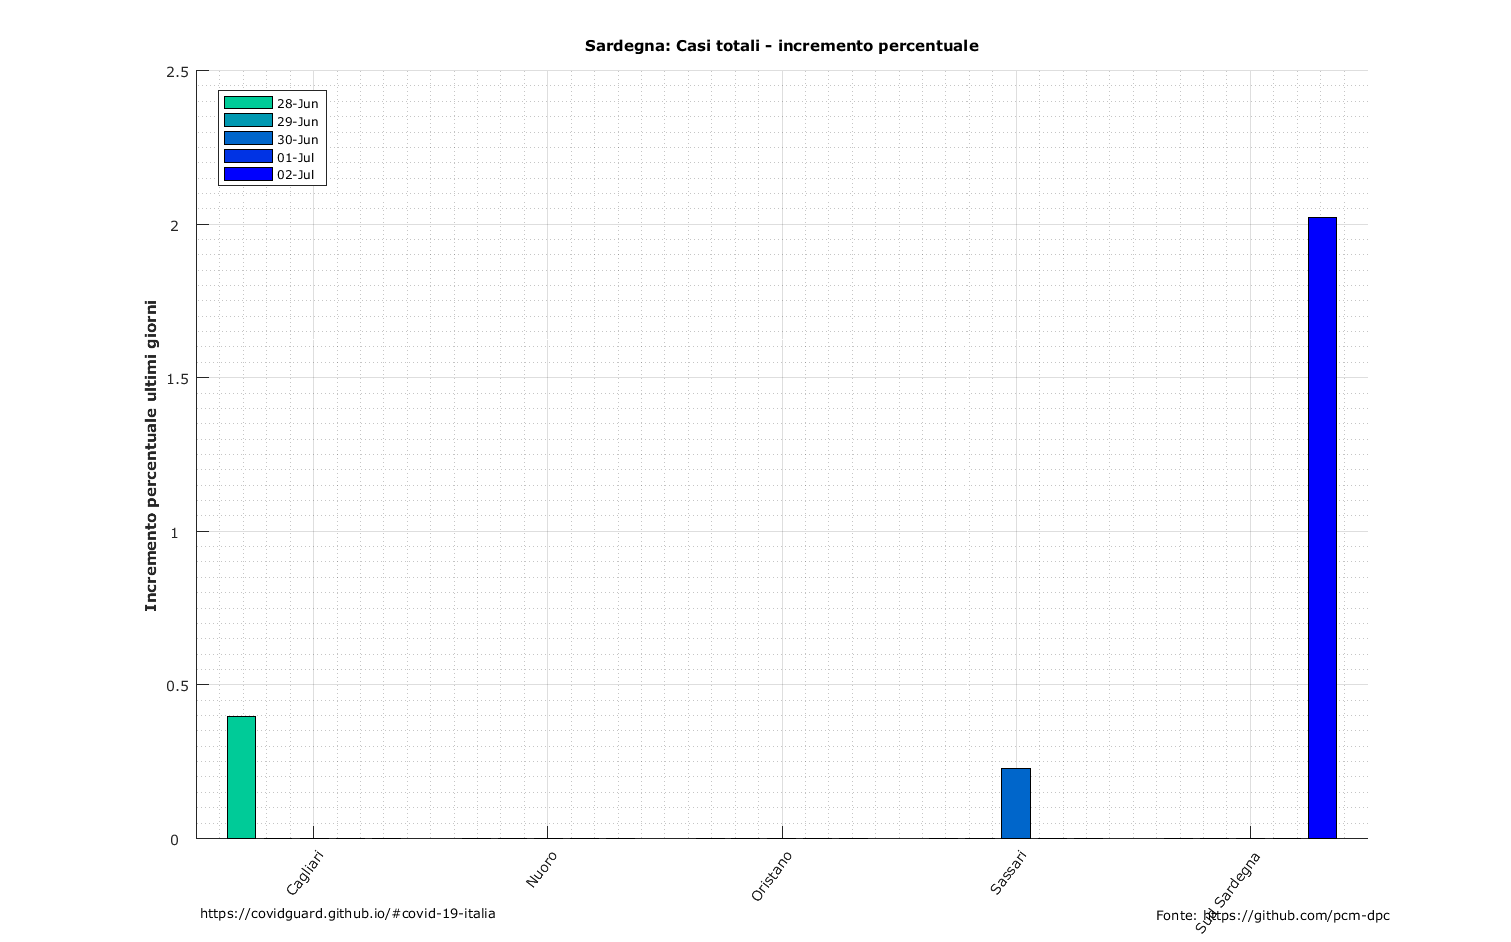 Sardegna: Casi totali - incremento percentuale
2.5
28-Jun
29-Jun
30-Jun
01-Jul
02-Jul
2
1.5
1
0.5
0
Incremento percentuale ultimi giorni
Cagliari
Nuoro
Oristano
Sassari
Sud Sardegna
https://covidguard.github.io/#covid-19-italia
Fonte: https://github.com/pcm-dpc